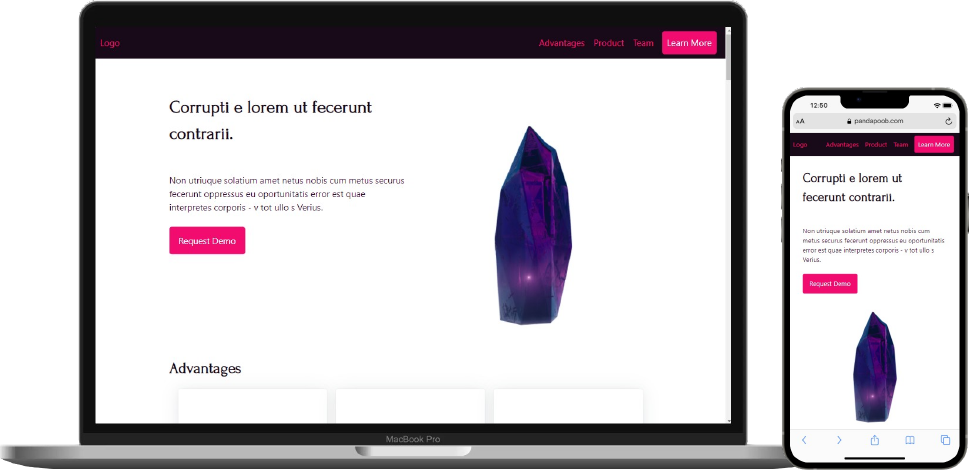 Logo
Advantages Product Team Learn More
Corrupti e lorem ut fecerunt
contrarii.
Non utriuque solatium amet netus nobis cum metus securus
fecerunt oppressus eu oportunitatis error est quae
interpretes corporis - v tot ullo s Verius.
Request Demo
Advantages
MacBook Pro
12:50
AA pandapoob.com
Logo Advantages Product Team Learn More
Corrupti e lorem ut
fecerunt contrarii.
Non utriuque solatium amet netus nobis cum
metus securus fecerunt oppressus eu oportunitatis
error est quae interpretes corporis - v tot ullo s
Verius.
Request Demo